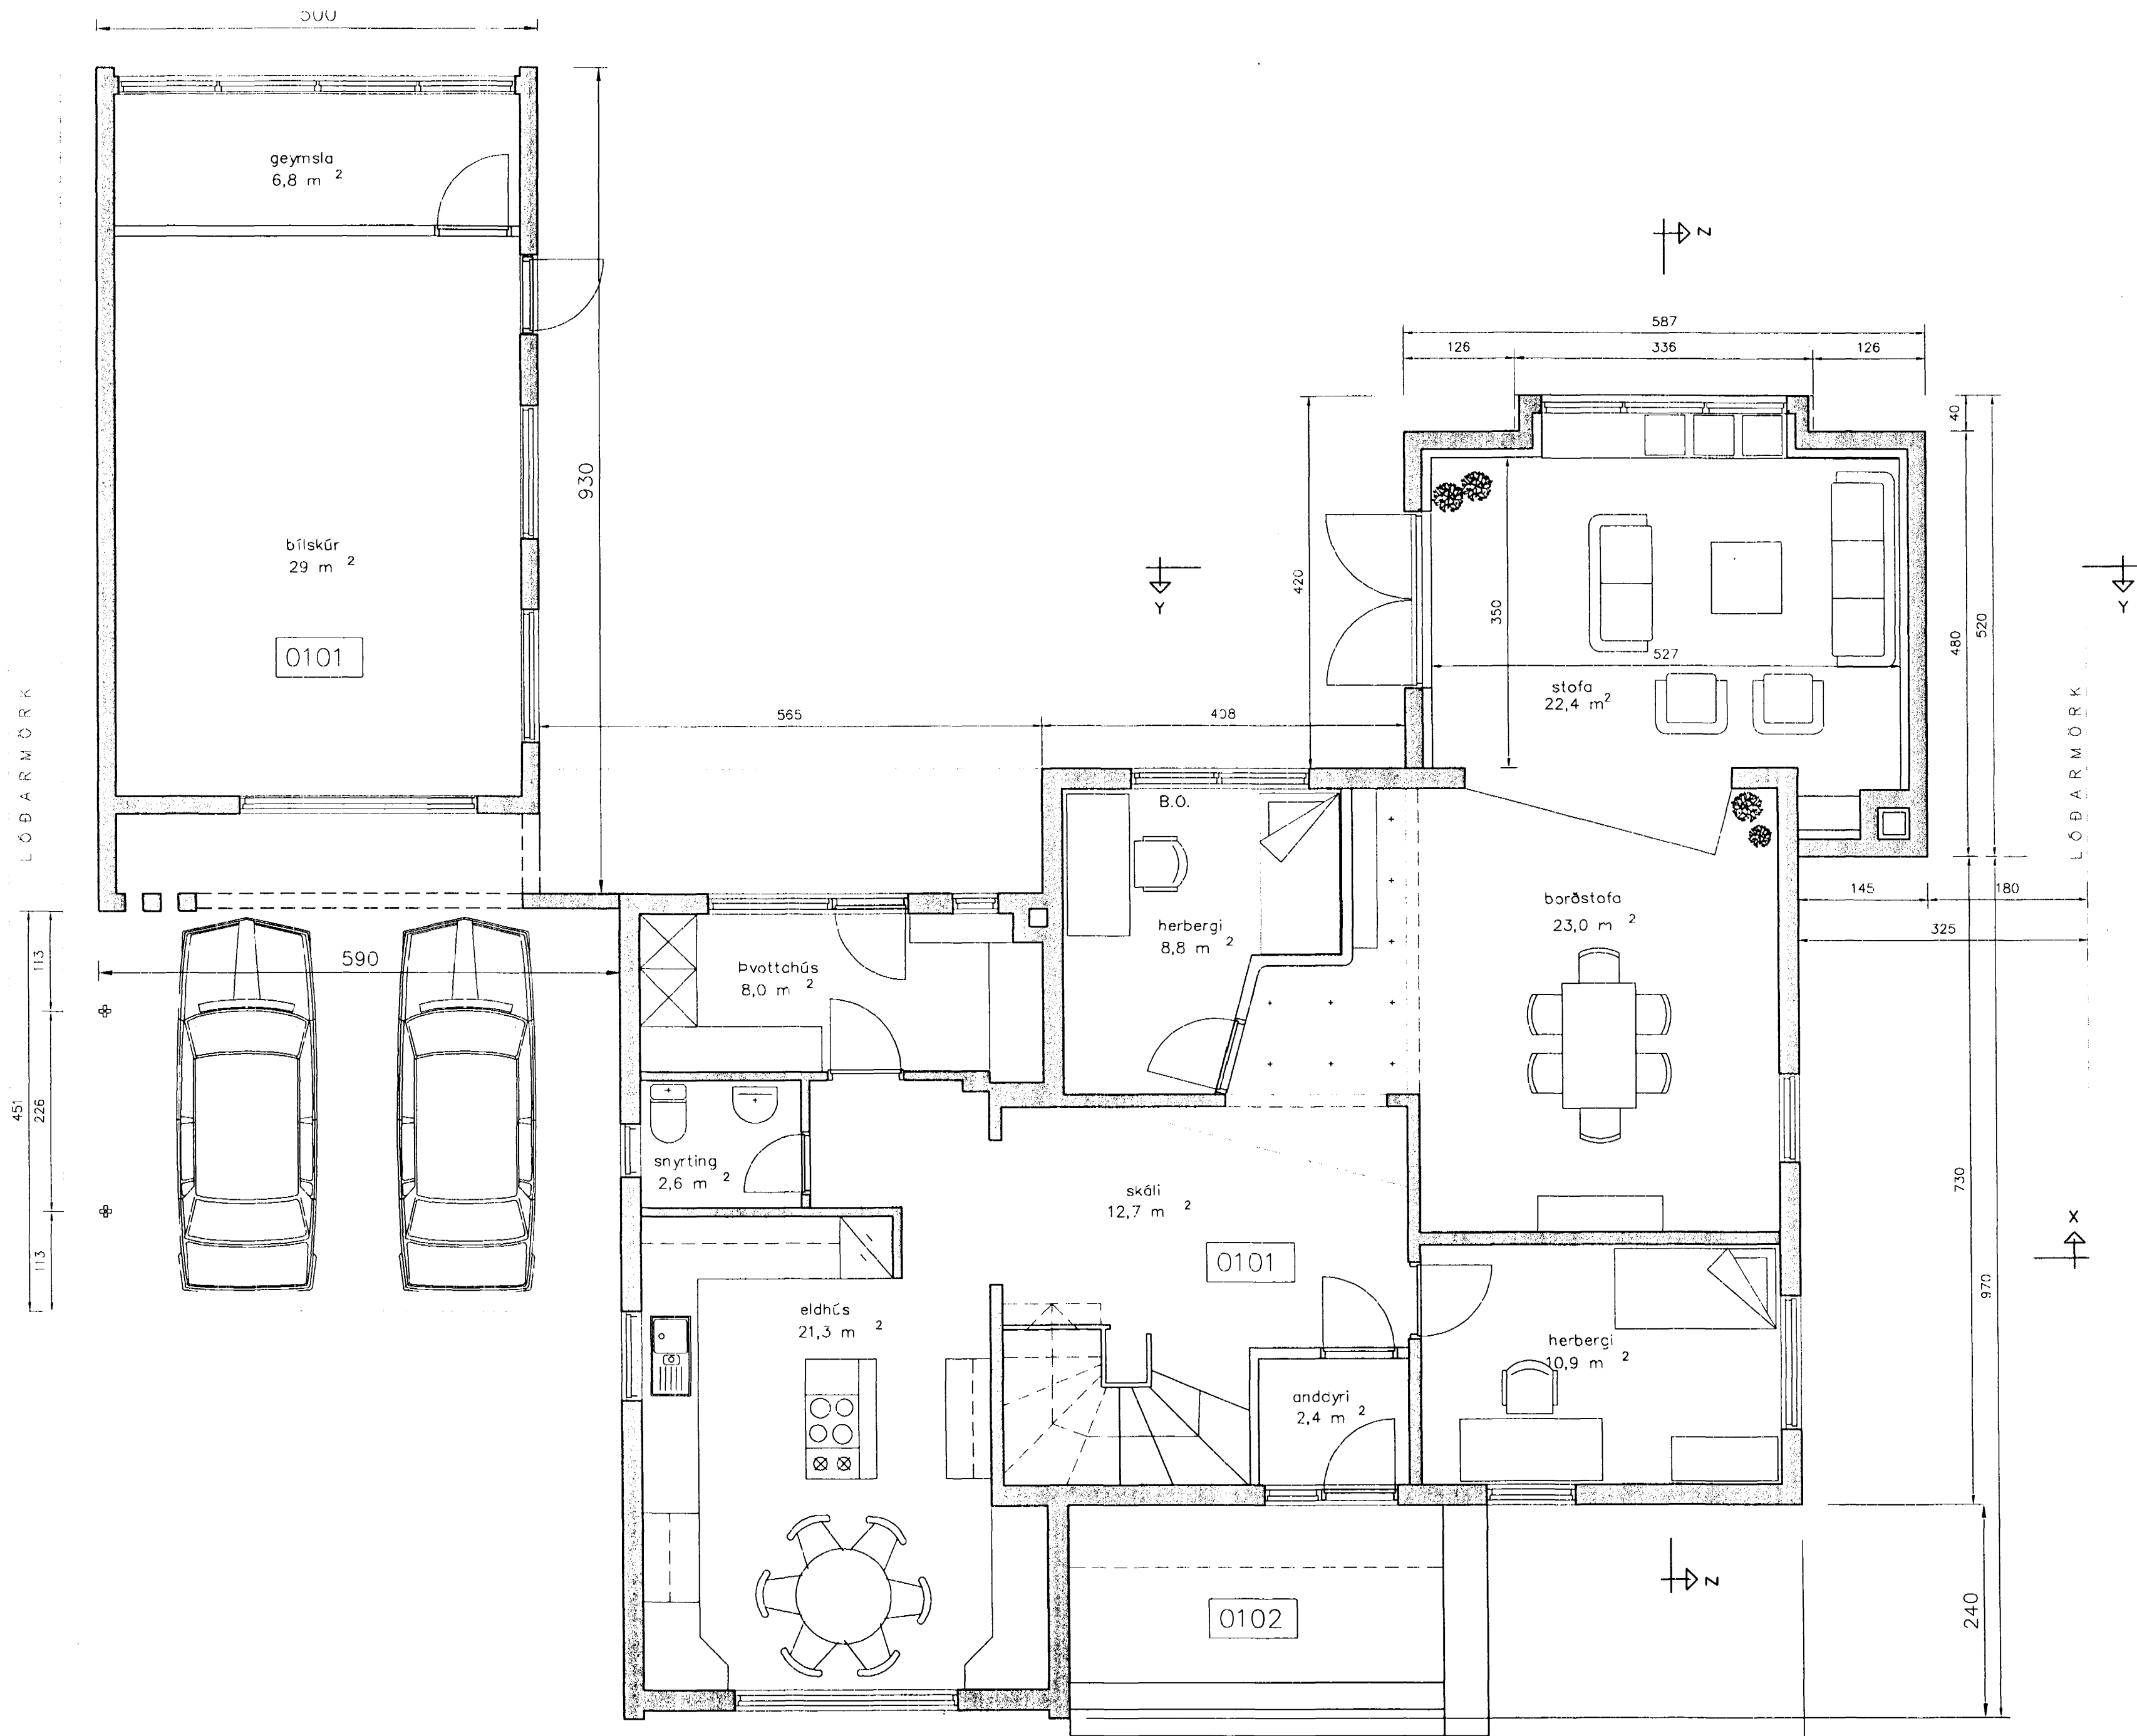 500
geymsla
6,8 m 2
Z
930
587
126 336 126
40
bílskúr
29 m 2
0101
Y
420
350
527
stofa
22,4 m2
480
520
Y
LÓÐARMÖRK
LÓÐARMÖRK
565
408
B.O.
herbergi
8,8 m 2
borðstofa
23,0 m 2
145 180
325
590
Þvottahús
8,0 m 2
113
226
113
451
snyrting
2,6 m 2
skáli
12,7 m 2
0101
730
970
X
eldhús
21,3 m 2
herbergi
10,9 m 2
anddyri
2,4 m 2
Z
0102
240